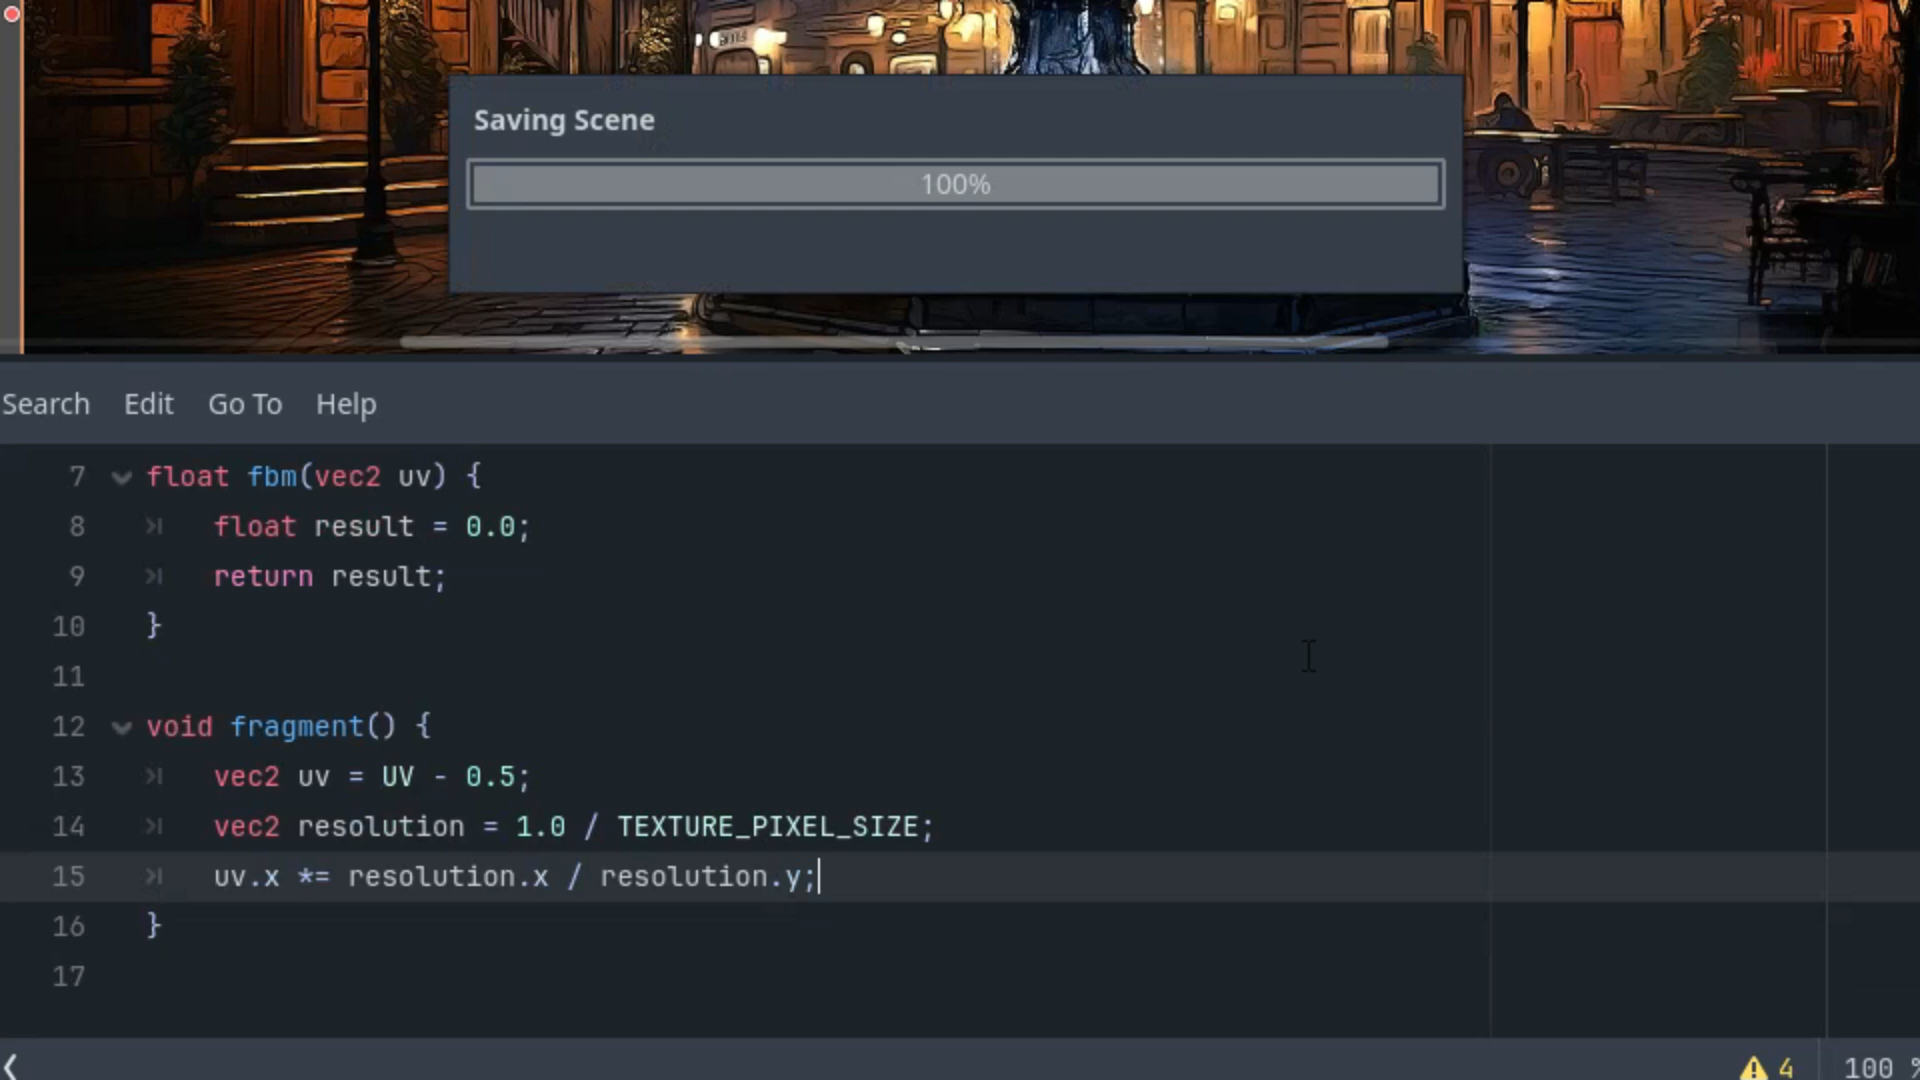 Saving Scene
100%
Search Edit Go To Help
7 float fbm(vec2 uv) {
8 float result = 0.0;
9 return result;
10 }
11
12 void fragment() {
13 vec2 uv = UV - 0.5;
14 vec2 resolution = 1.0 / TEXTURE_PIXEL_SIZE;
15 uv.x *= resolution.x / resolution.y;
16 }
17
4 100 %